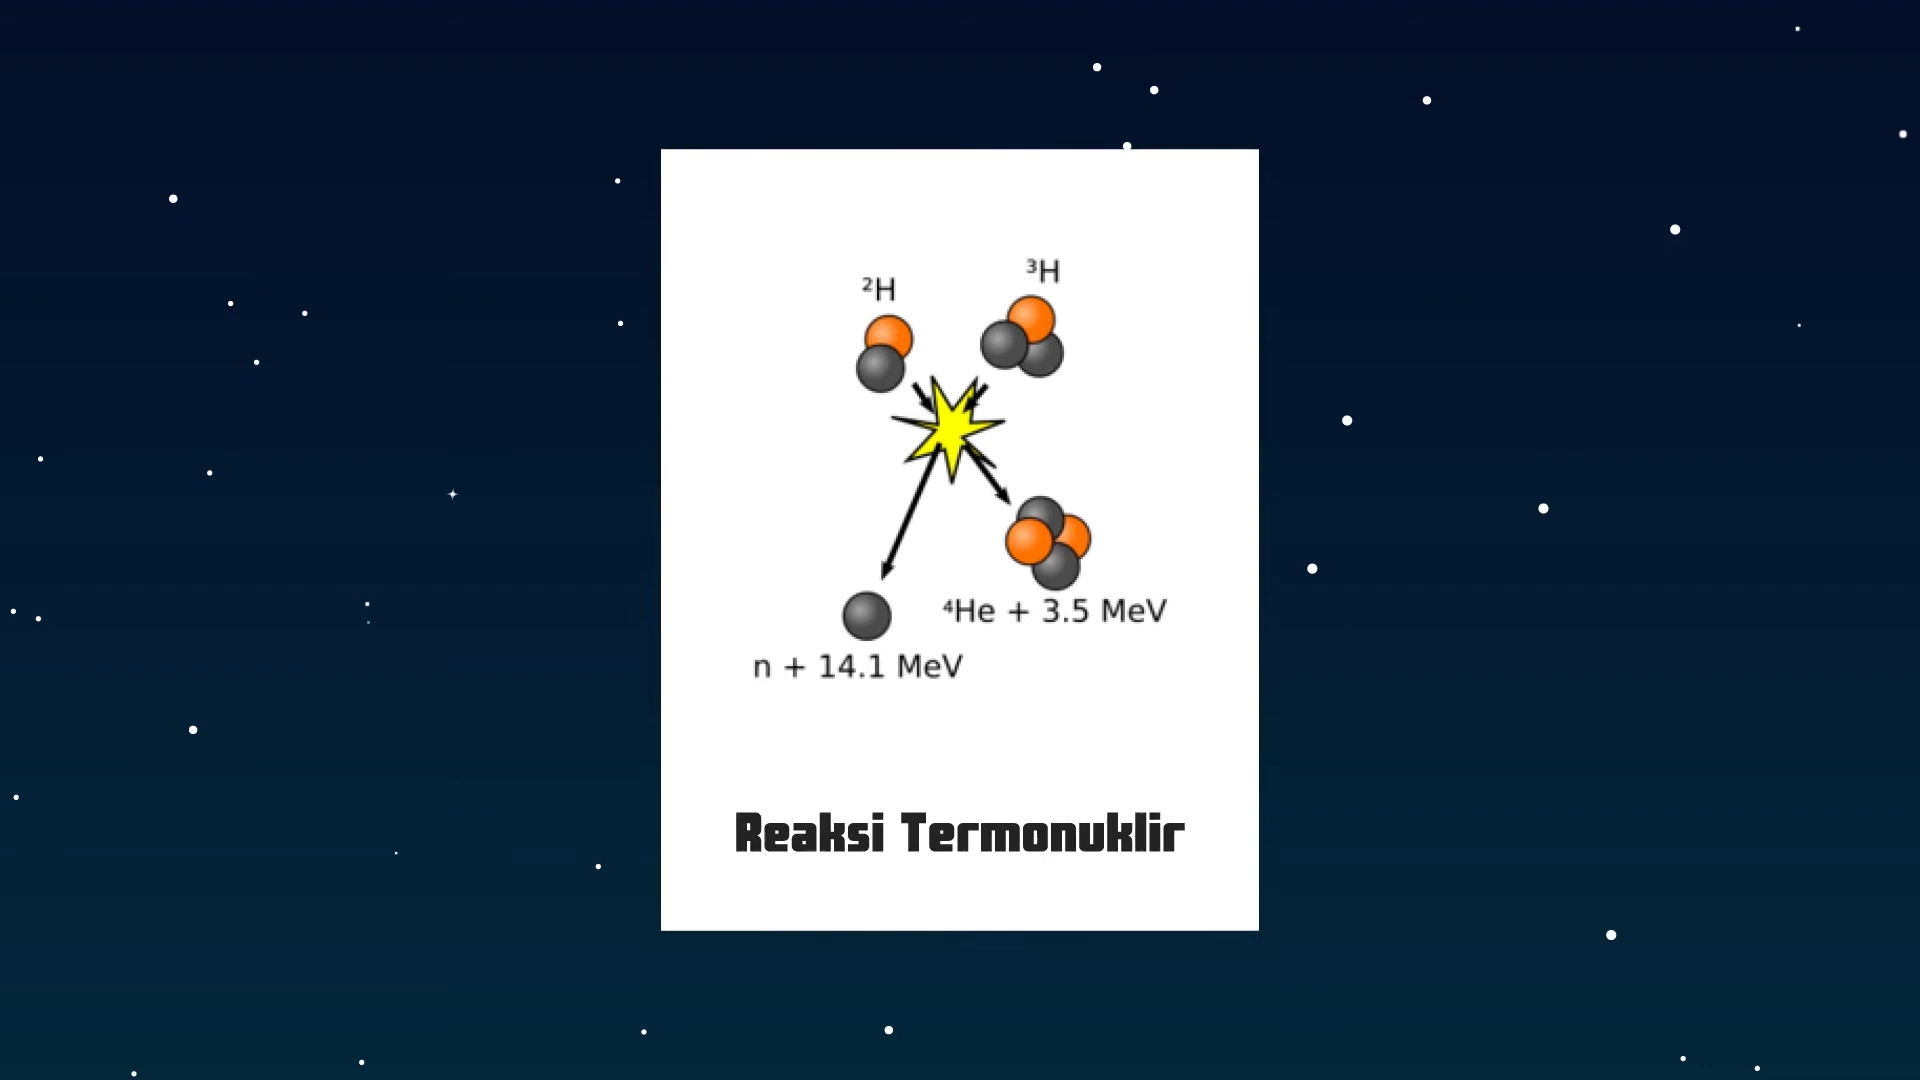 ²H
³H
⁴He + 3.5 MeV
n + 14.1 MeV
Reaksi Termonuklir